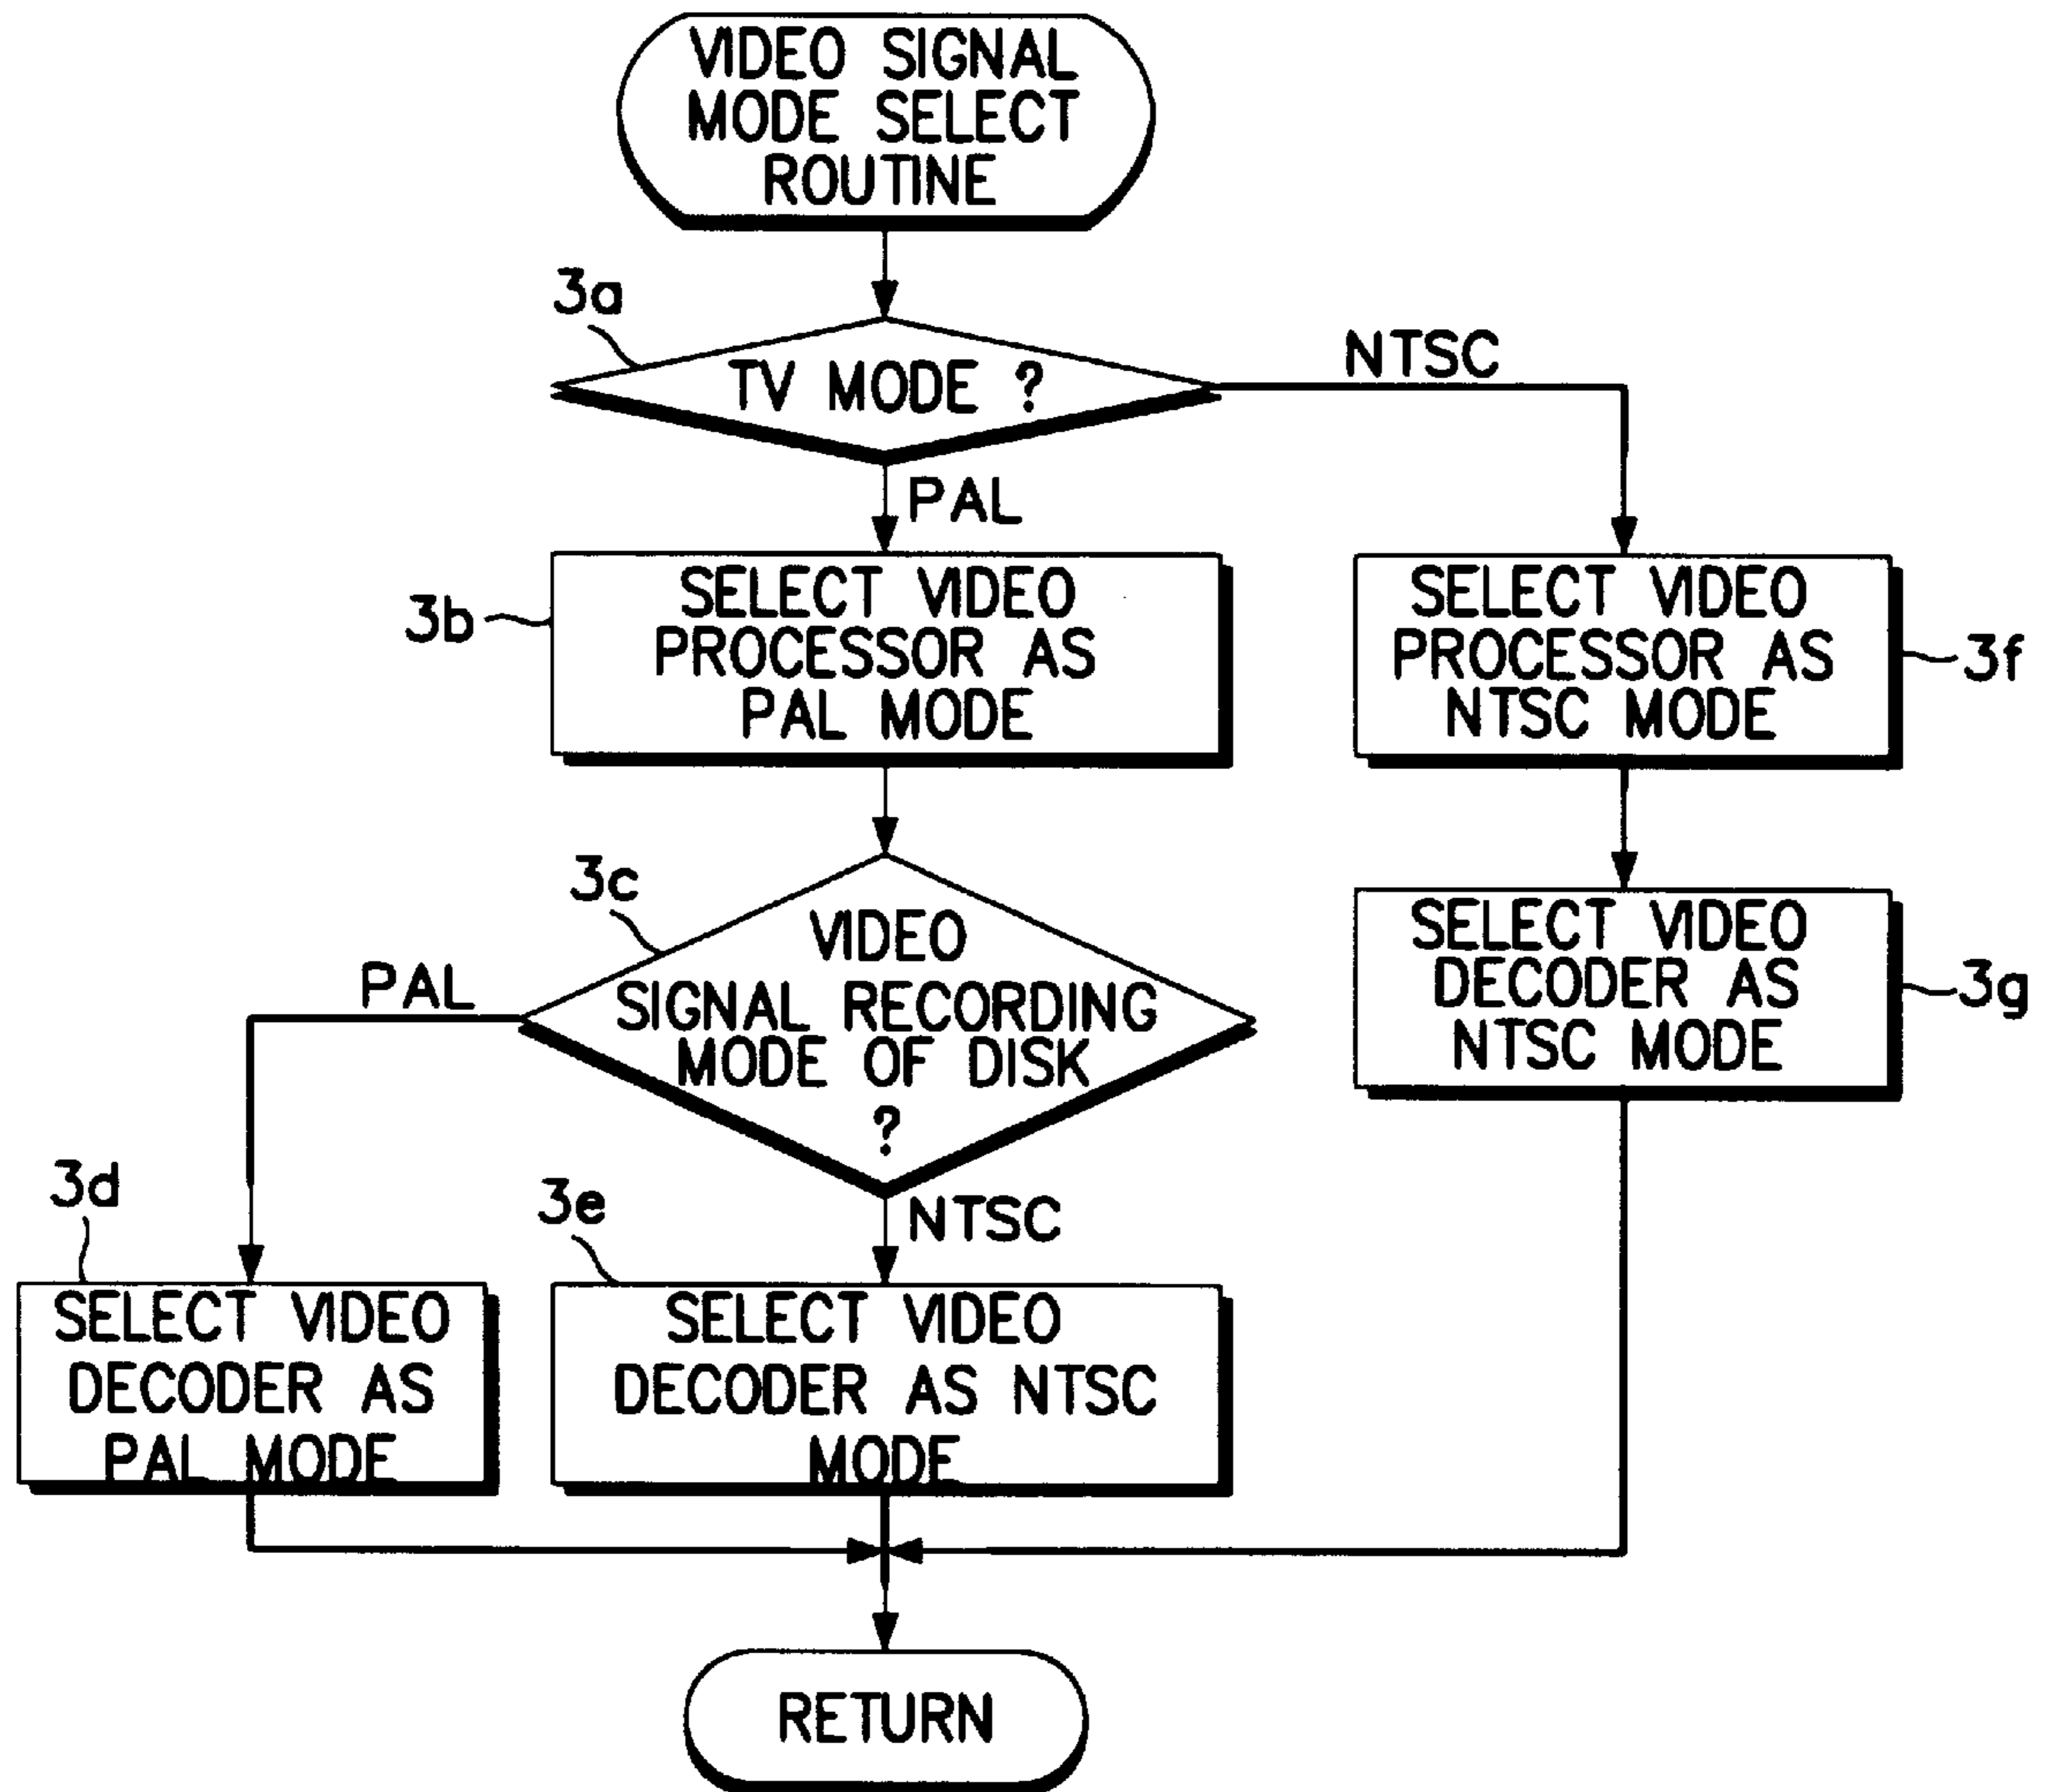 VIDEO SIGNAL
MODE SELECT
ROUTINE
3a
TV MODE ?
NTSC
PAL
3b
SELECT VIDEO
PROCESSOR AS
PAL MODE
SELECT VIDEO
PROCESSOR AS
NTSC MODE
3f
3c
VIDEO
SIGNAL RECORDING
MODE OF DISK
?
PAL
SELECT VIDEO
DECODER AS
NTSC MODE
3g
3d
3e
NTSC
SELECT VIDEO
DECODER AS
PAL MODE
SELECT VIDEO
DECODER AS NTSC
MODE
RETURN